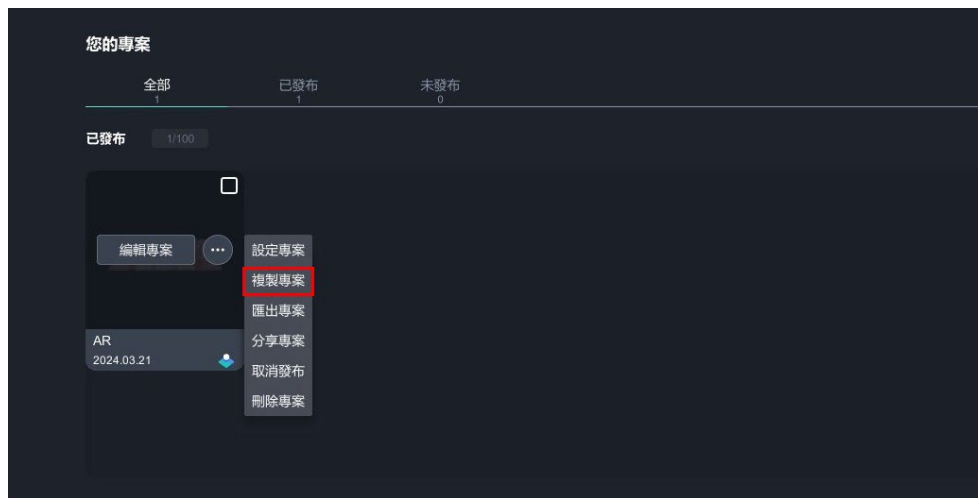 您的專案
全部
1
已發布
1
未發布
0
已發布
1/100
編輯專案
設定專案
複製專案
匯出專案
AR
分享專案
2024.03.21
取消發布
刪除專案